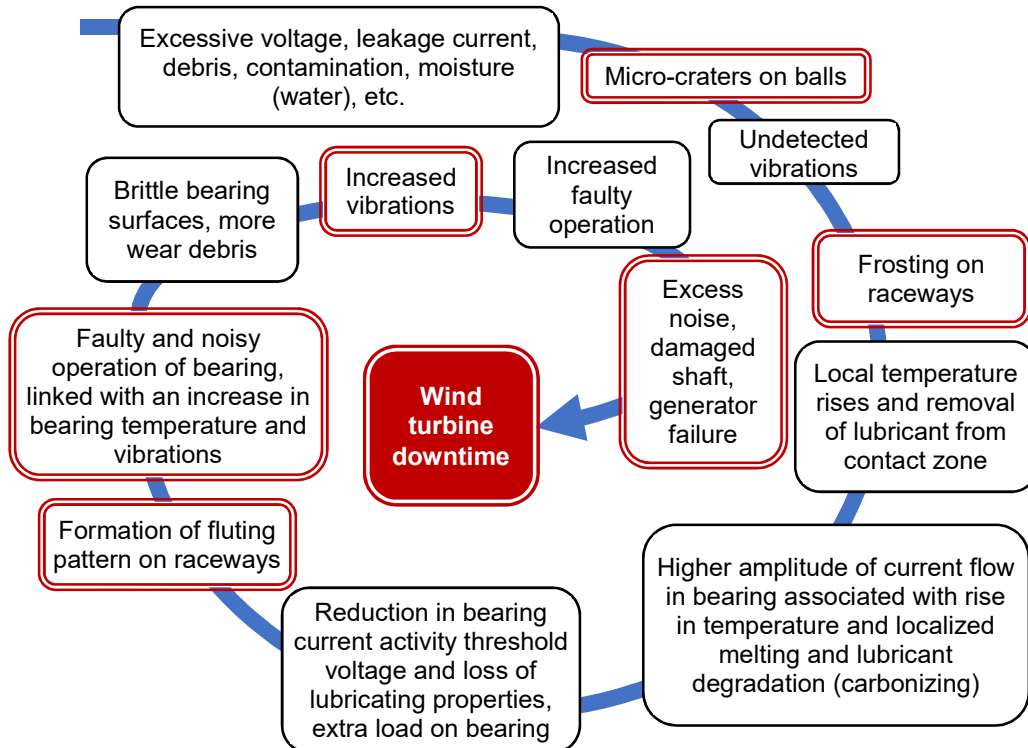 Excessive voltage, leakage current,
debris, contamination, moisture
(water), etc.
Micro-craters on balls
Undetected
vibrations
Frosting on
raceways
Local temperature
rises and removal
of lubricant from
contact zone
Higher amplitude of current flow
in bearing associated with rise
in temperature and localized
melting and lubricant
degradation (carbonizing)
Reduction in bearing
current activity threshold
voltage and loss of
lubricating properties,
extra load on bearing
Formation of fluting
pattern on raceways
Faulty and noisy
operation of bearing,
linked with an increase in
bearing temperature and
vibrations
Brittle bearing
surfaces, more
wear debris
Increased
vibrations
Increased
faulty
operation
Excess
noise,
damaged
shaft,
generator
failure
Wind
turbine
downtime